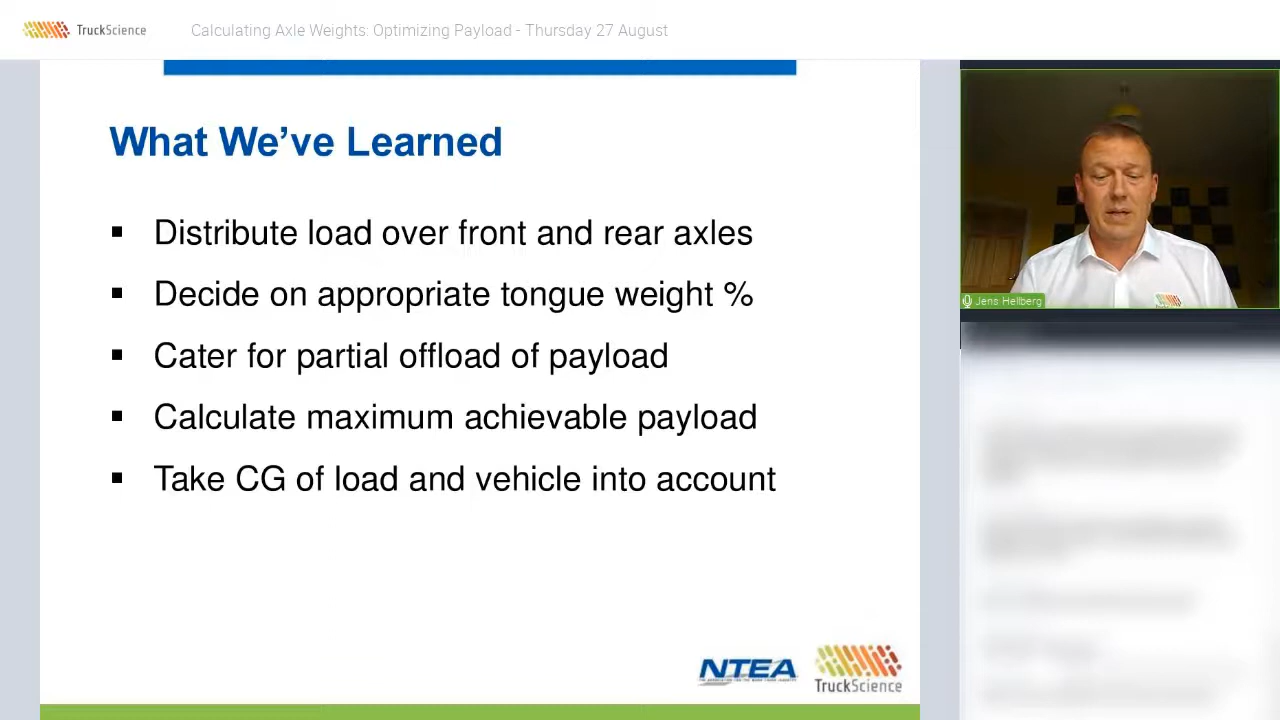 TruckScience
Calculating Axle Weights: Optimizing Payload - Thursday 27 August
What We’ve Learned
▪ Distribute load over front and rear axles
▪ Decide on appropriate tongue weight %
▪ Cater for partial offload of payload
▪ Calculate maximum achievable payload
▪ Take CG of load and vehicle into account
Jens Hellberg
NTEA
TruckScience